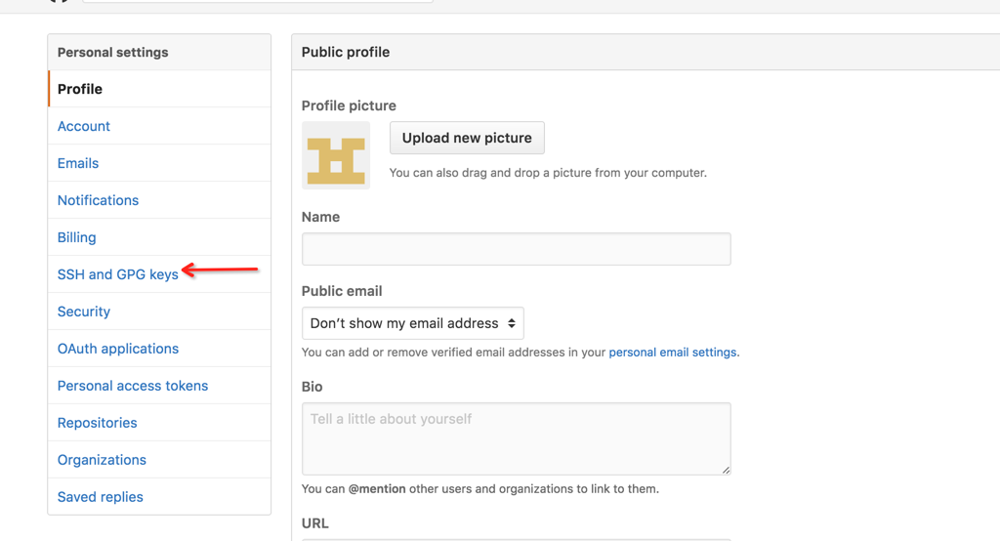 Personal settings
Profile
Account
Emails
Notifications
Billing
SSH and GPG keys
Security
OAuth applications
Personal access tokens
Repositories
Organizations
Saved replies
Public profile
Profile picture
Upload new picture
You can also drag and drop a picture from your computer.
Name
Public email
Don’t show my email address
You can add or remove verified email addresses in your personal email settings.
Bio
Tell a little about yourself
You can @mention other users and organizations to link to them.
URL